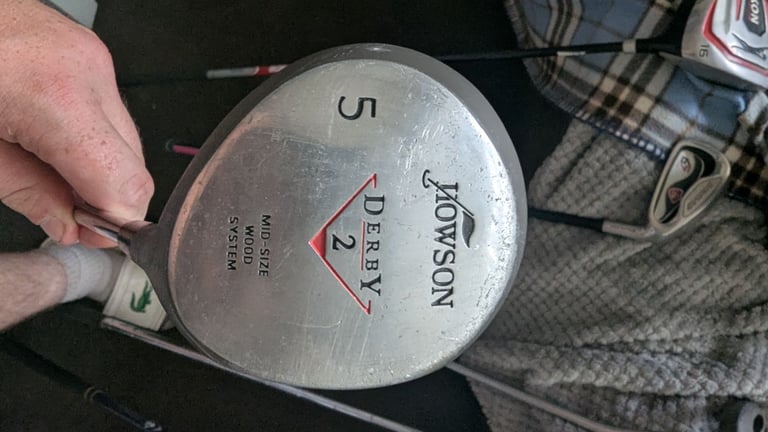 5
HOWSON
DERBY
2
MID-SIZE
WOOD
SYSTEM